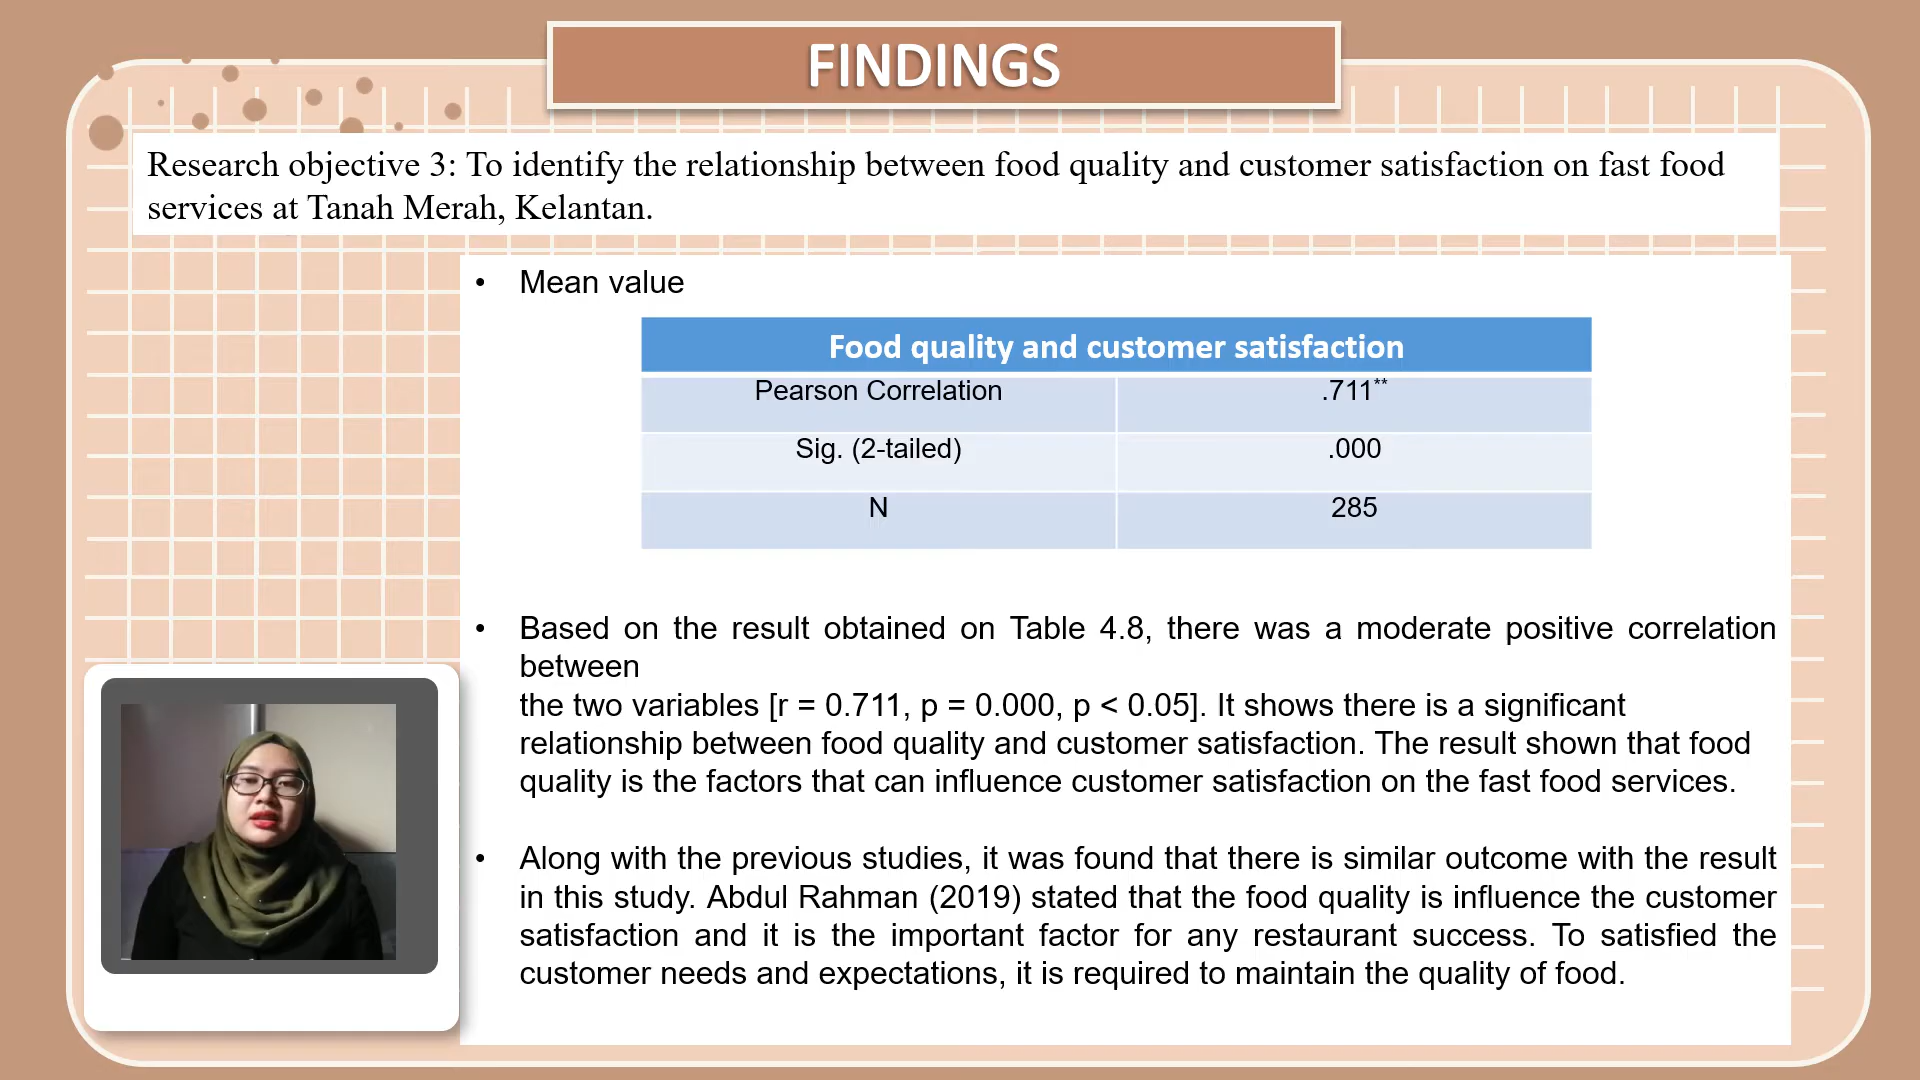 FINDINGS
Research objective 3: To identify the relationship between food quality and customer satisfaction on fast food
services at Tanah Merah, Kelantan.
• Mean value
Food quality and customer satisfaction
Pearson Correlation .711**
Sig. (2-tailed) .000
N 285
• Based on the result obtained on Table 4.8, there was a moderate positive correlation
between
the two variables [r = 0.711, p = 0.000, p < 0.05]. It shows there is a significant
relationship between food quality and customer satisfaction. The result shown that food
quality is the factors that can influence customer satisfaction on the fast food services.
• Along with the previous studies, it was found that there is similar outcome with the result
in this study. Abdul Rahman (2019) stated that the food quality is influence the customer
satisfaction and it is the important factor for any restaurant success. To satisfied the
customer needs and expectations, it is required to maintain the quality of food.